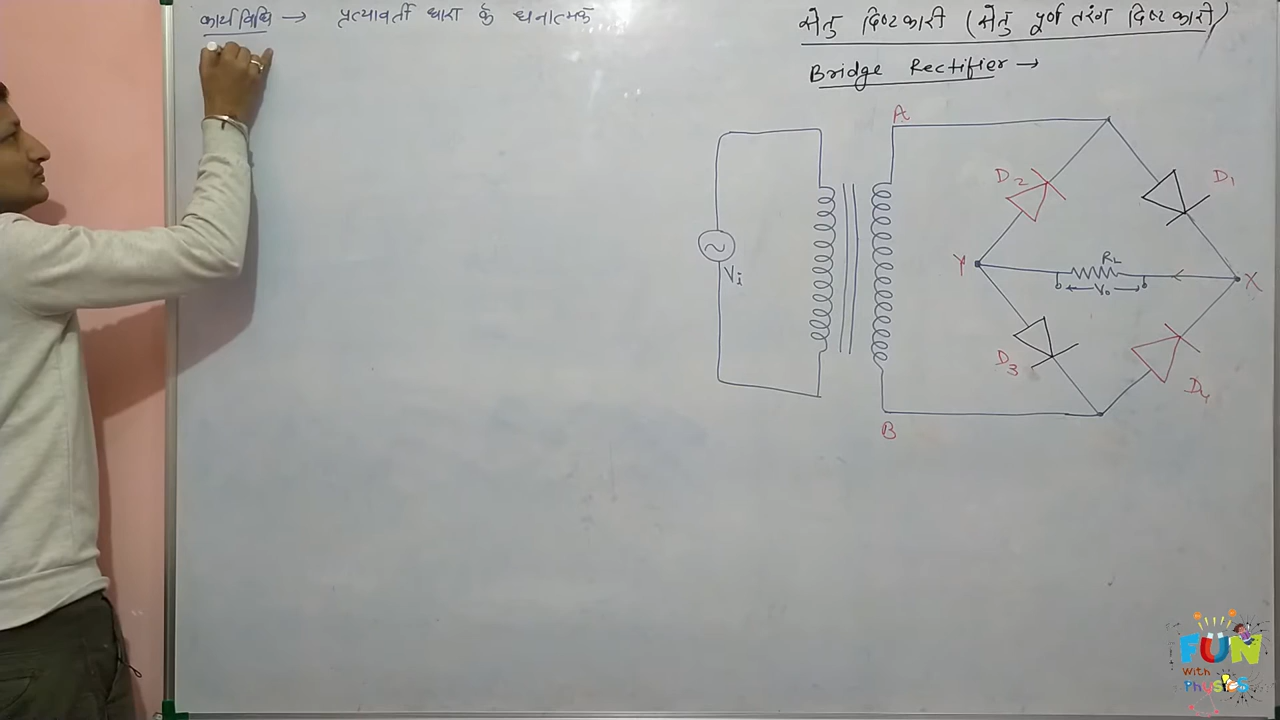 कार्य विधि → प्रत्यावर्ती धारा के धनात्मक
सेतु दिष्टकारी (सेतु पूर्ण तरंग दिष्टकारी)
Bridge Rectifier →
A
D2
D1
Vi
Y
RL
V0
X
D3
D4
B
FUN
With
Physics